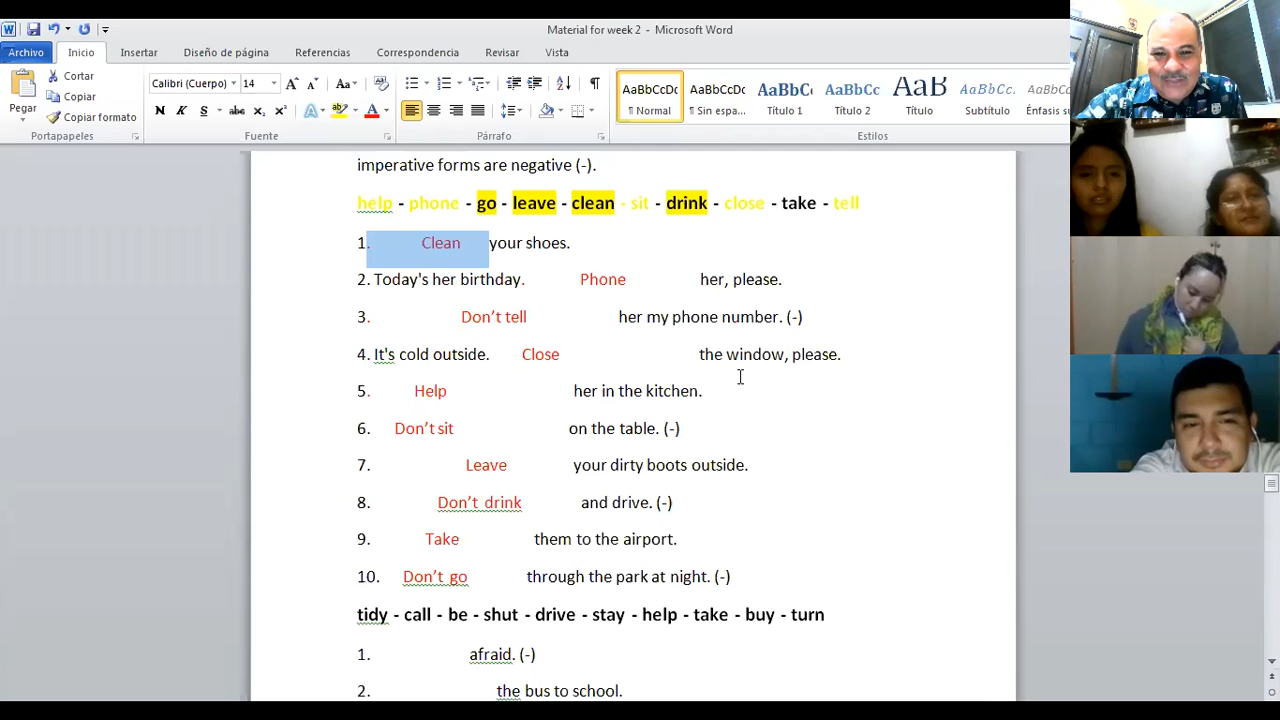 Material for week 2 - Microsoft Word
Archivo Inicio Insertar Diseño de página Referencias Correspondencia Revisar Vista
Cortar
Copiar
Copiar formato
Pegar
Portapapeles
Calibri (Cuerpo) 14
N K S abc x₂ x²
Fuente
Párrafo
AaBbCcDc AaBbCcDc AaBbC AaBbCc AaB AaBbCc. AaBbCc
¶ Normal ¶ Sin espa... Título 1 Título 2 Título Subtítulo Énfasis su
Estilos
imperative forms are negative (-).
help - phone - go - leave - clean - sit - drink - close - take - tell
1. Clean your shoes.
2. Today's her birthday. Phone her, please.
3. Don't tell her my phone number. (-)
4. It's cold outside. Close the window, please.
5. Help her in the kitchen.
6. Don't sit on the table. (-)
7. Leave your dirty boots outside.
8. Don't drink and drive. (-)
9. Take them to the airport.
10. Don't go through the park at night. (-)
tidy - call - be - shut - drive - stay - help - take - buy - turn
1. afraid. (-)
2. the bus to school.